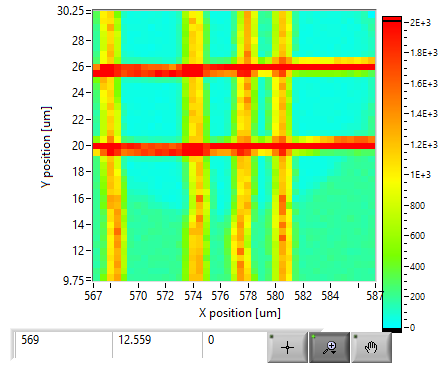 30.25
28
26
24
22
20
18
16
14
12
9.75
Y position [um]
567 570 572 574 576 578 580 582 584 587
X position [um]
2E+3
1.8E+3
1.6E+3
1.4E+3
1.2E+3
1E+3
800
600
400
200
0
569 12.559 0